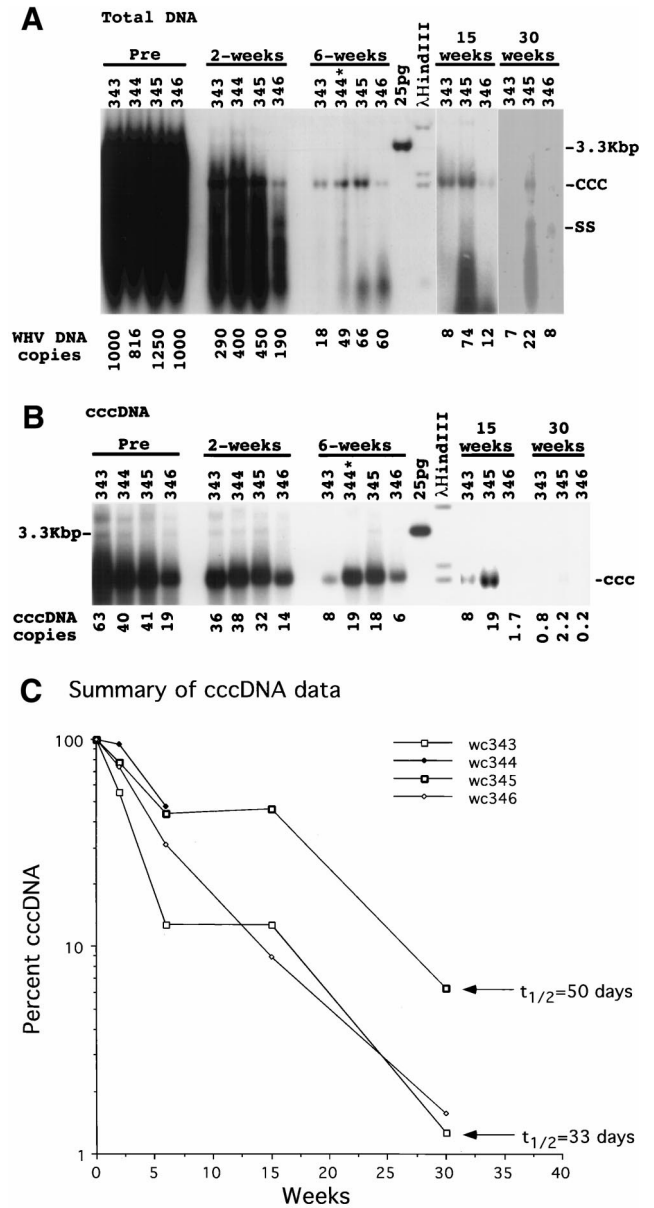 A
Total DNA
Pre 2-weeks 6-weeks 15 weeks 30 weeks
343 344 345 346 343 344 345 346 343 344* 345 346 25pg λHindIII 343 345 346 343 345 346
-3.3Kbp
-CCC
-SS
WHV DNA copies 1000 816 1250 1000 290 400 450 190 18 49 66 60 8 74 12 7 22 8
B
cccDNA
Pre 2-weeks 6-weeks 15 weeks 30 weeks
343 344 345 346 343 344 345 346 343 344* 345 346 25pg λHindIII 343 345 346 343 345 346
3.3Kbp-
-ccc
cccDNA copies 63 40 41 19 36 38 32 14 8 19 18 6 8 19 1.7 0.8 2.2 0.2
C Summary of cccDNA data
100
10
1
Percent cccDNA
wc343
wc344
wc345
wc346
t1/2=50 days
t1/2=33 days
0 5 10 15 20 25 30 35 40
Weeks